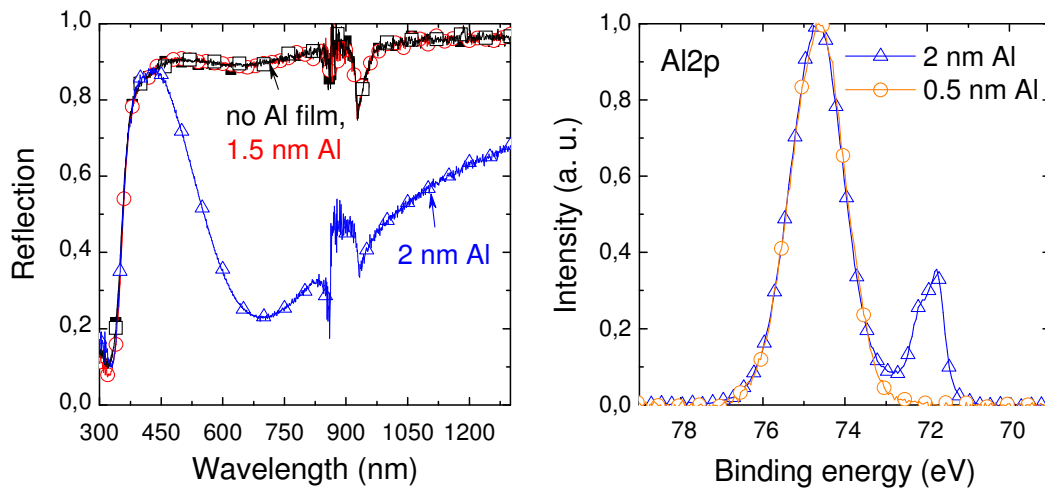 1,0
0,8
0,6
0,4
0,2
0,0
Reflection
no Al film,
1.5 nm Al
2 nm Al
300 450 600 750 900 1050 1200
Wavelength (nm)
1,0
0,8
0,6
0,4
0,2
0,0
Intensity (a. u.)
Al2p
2 nm Al
0.5 nm Al
78 76 74 72 70
Binding energy (eV)